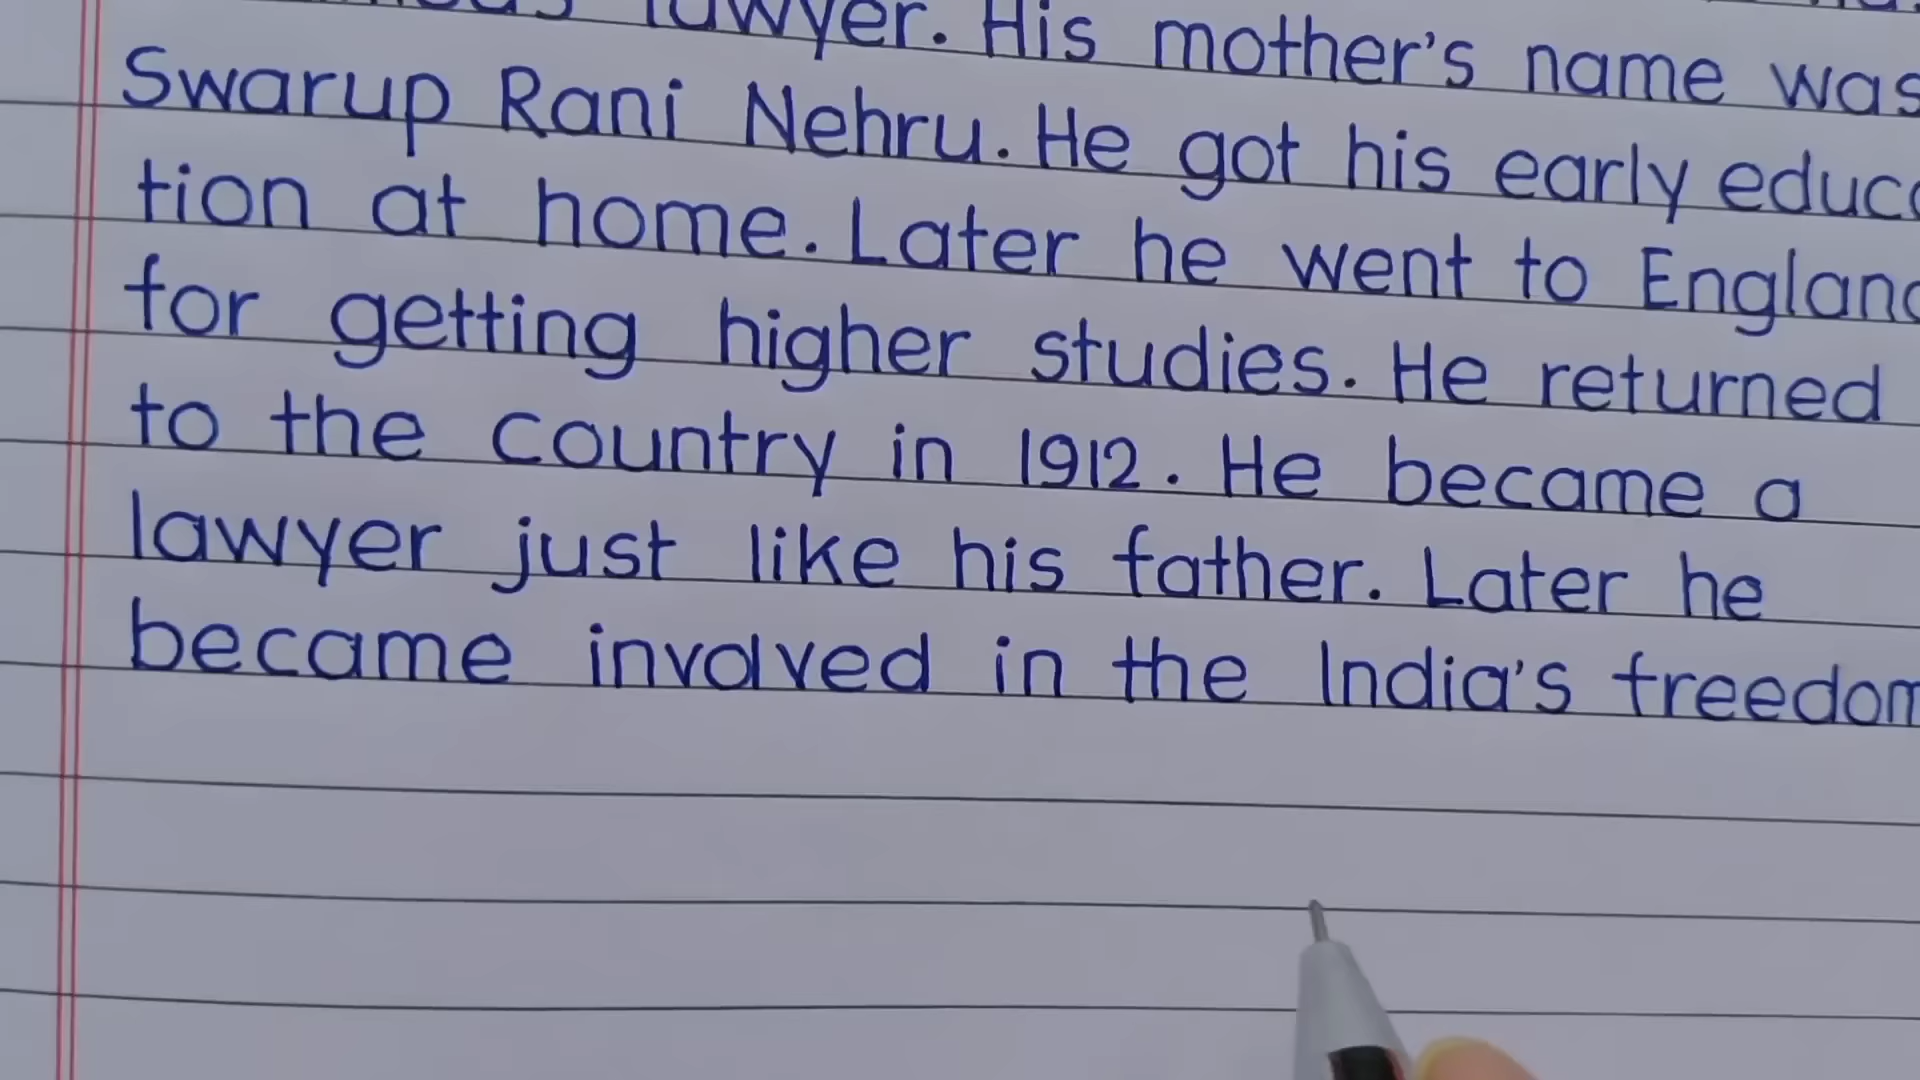 lawyer. His mother's name was
Swarup Rani Nehru. He got his early educa
tion at home. Later he went to England
for getting higher studies. He returned
to the country in 1912. He became a
lawyer just like his father. Later he
became involved in the India's freedom